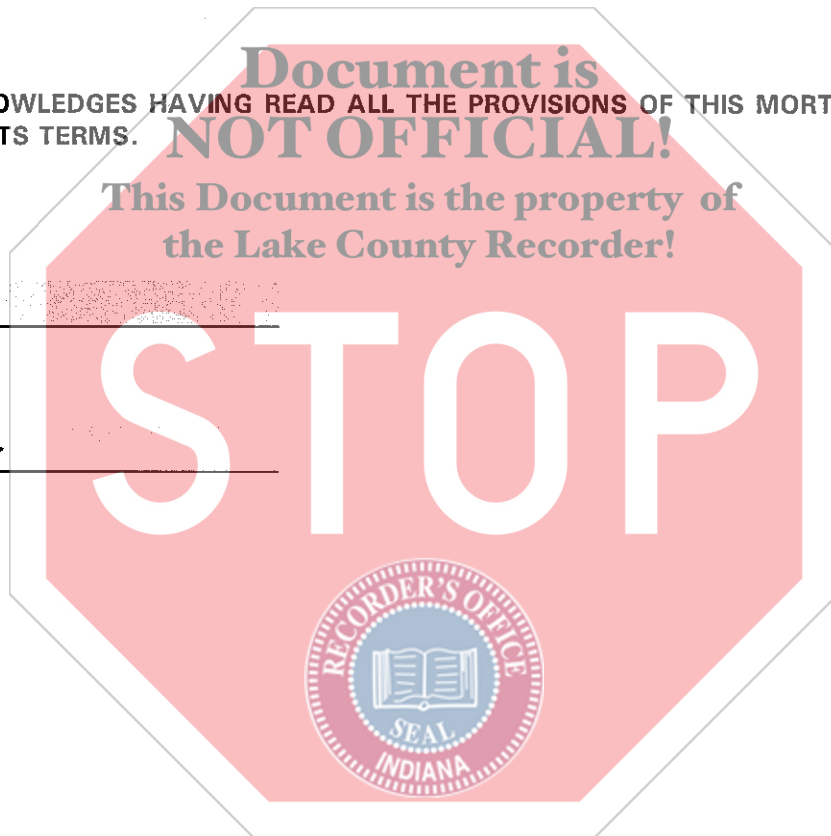 Document is
OWLEDGES HAVING READ ALL THE PROVISIONS OF THIS MORT
TS TERMS.
NOT OFFICIAL!
This Document is the property of
the Lake County Recorder!
STOP
RECORDER'S OFFICE
SEAL
INDIANA